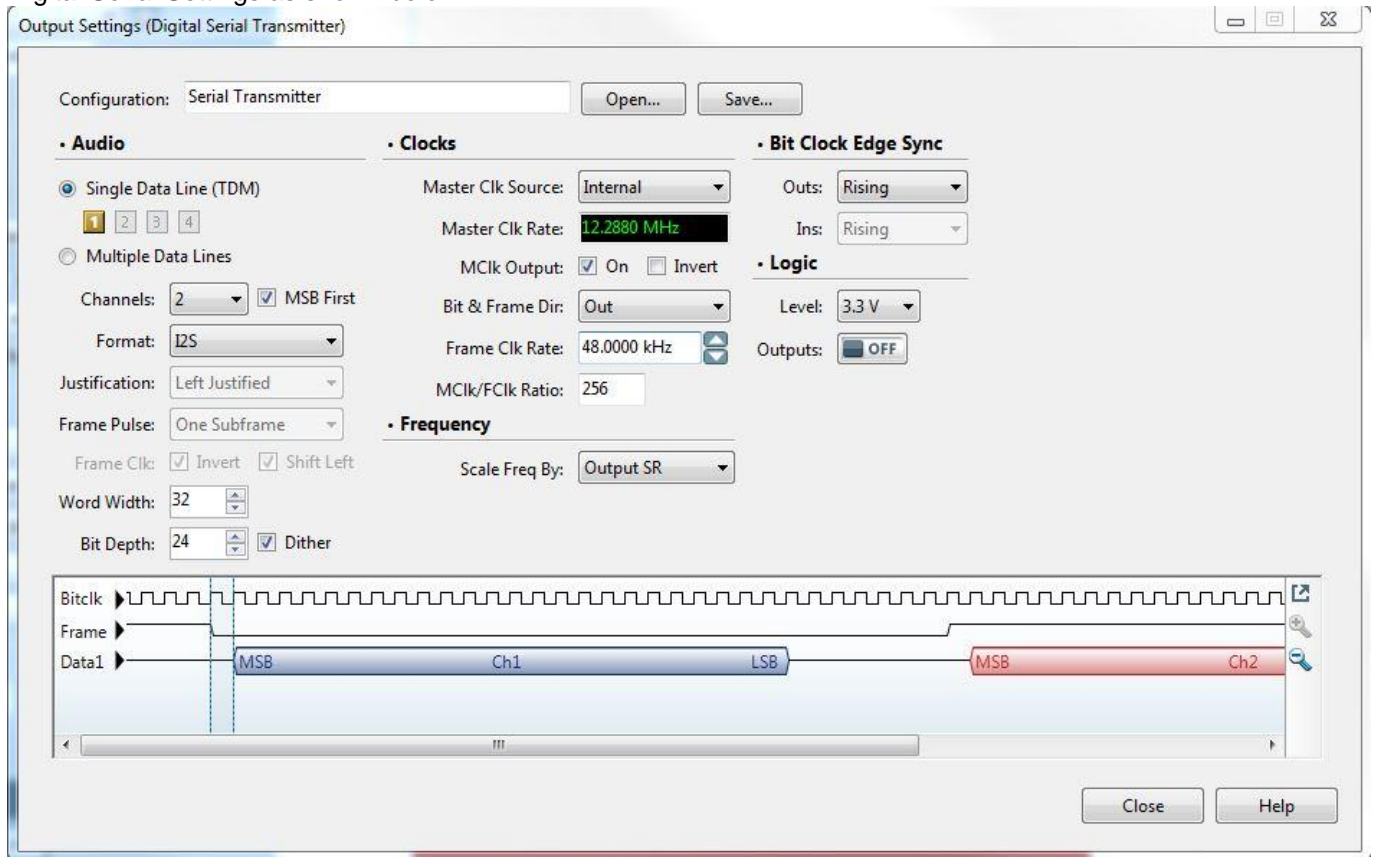 Output Settings (Digital Serial Transmitter)
Configuration: Serial Transmitter Open... Save...
• Audio
Single Data Line (TDM)
1 2 3 4
Multiple Data Lines
Channels: 2 MSB First
Format: I2S
Justification: Left Justified
Frame Pulse: One Subframe
Frame Clk: Invert Shift Left
Word Width: 32
Bit Depth: 24 Dither
• Clocks
Master Clk Source: Internal
Master Clk Rate: 12.2880 MHz
MClk Output: On Invert
Bit & Frame Dir: Out
Frame Clk Rate: 48.0000 kHz
MClk/FClk Ratio: 256
• Frequency
Scale Freq By: Output SR
• Bit Clock Edge Sync
Outs: Rising
Ins: Rising
• Logic
Level: 3.3 V
Outputs: OFF
Bitclk
Frame
Data1 MSB Ch1 LSB MSB Ch2
Close Help